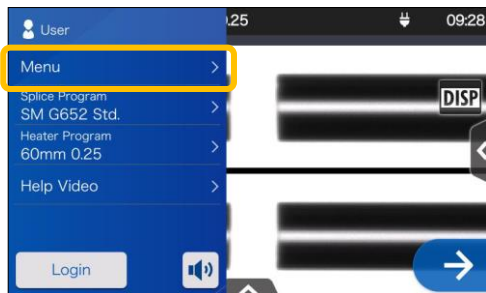 User
.25
09:28
Menu
Splice Program
SM G652 Std.
DISP
Heater Program
60mm 0.25
Help Video
Login